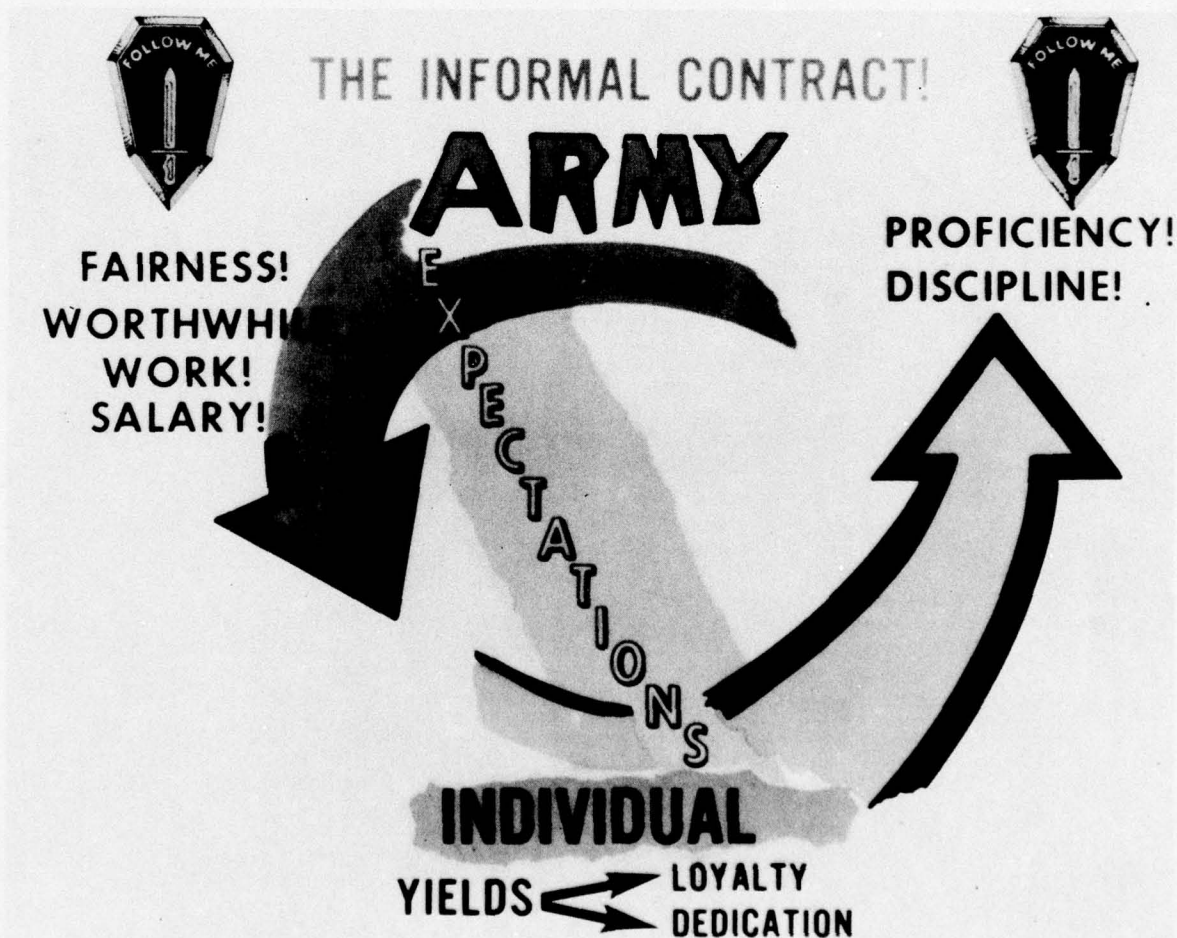 FOLLOW ME
FOLLOW ME
THE INFORMAL CONTRACT!
ARMY
EXPECTATIONS
FAIRNESS!
WORTHWHI
WORK!
SALARY!
PROFICIENCY!
DISCIPLINE!
INDIVIDUAL
YIELDS
LOYALTY
DEDICATION